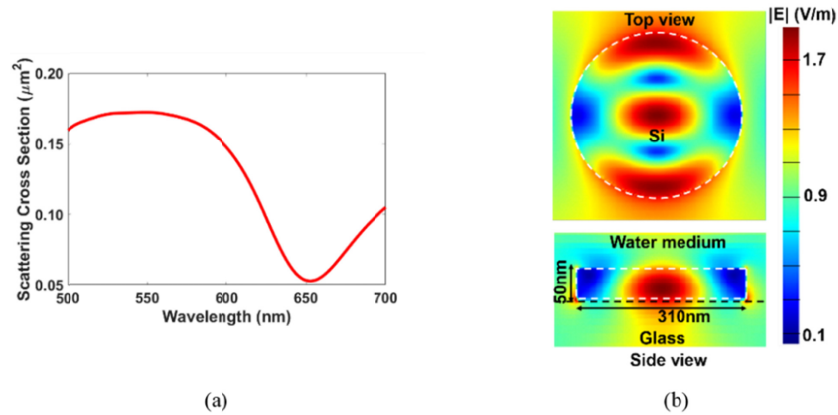 0.20
0.15
0.10
0.05
500
550
600
650
700
Scattering Cross Section (μm²)
Wavelength (nm)
(a)
Top view
Si
|E| (V/m)
1.7
0.9
0.1
Water medium
50nm
310nm
Glass
Side view
(b)